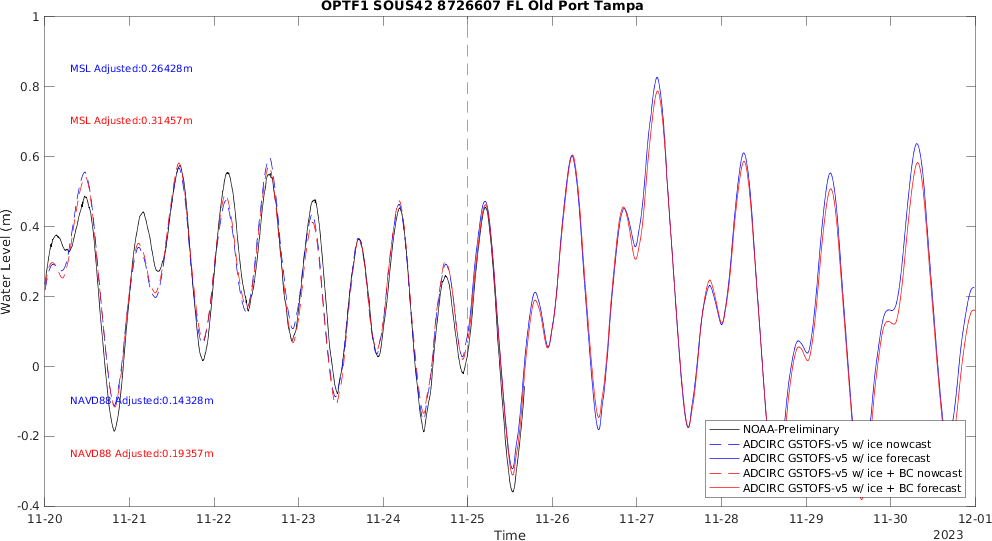 OPTF1 SOUS42 8726607 FL Old Port Tampa
1
0.8
0.6
0.4
0.2
0
-0.2
-0.4
Water Level (m)
MSL Adjusted:0.26428m
MSL Adjusted:0.31457m
NAVD88 Adjusted:0.14328m
NAVD88 Adjusted:0.19357m
NOAA-Preliminary
ADCIRC GSTOFS-v5 w/ ice nowcast
ADCIRC GSTOFS-v5 w/ ice forecast
ADCIRC GSTOFS-v5 w/ ice + BC nowcast
ADCIRC GSTOFS-v5 w/ ice + BC forecast
11-20 11-21 11-22 11-23 11-24 11-25 11-26 11-27 11-28 11-29 11-30 12-01
Time
2023